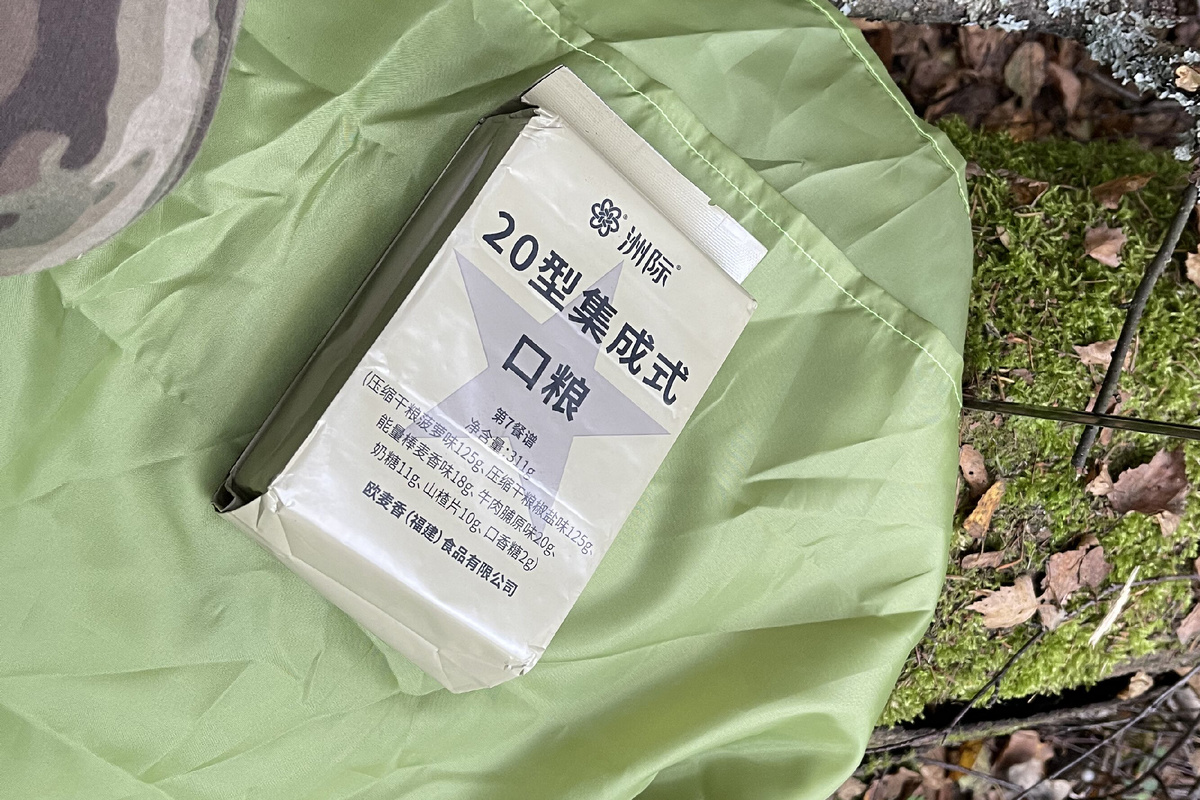 洲际®
20型集成式
口粮
第7餐谱
净含量:311g
(压缩干粮菠萝味125g、压缩干粮椒盐味125g、
能量棒麦香味18g、牛肉脯原味20g、
奶糖11g、山楂片10g、口香糖2g)
欧麦香(福建)食品有限公司